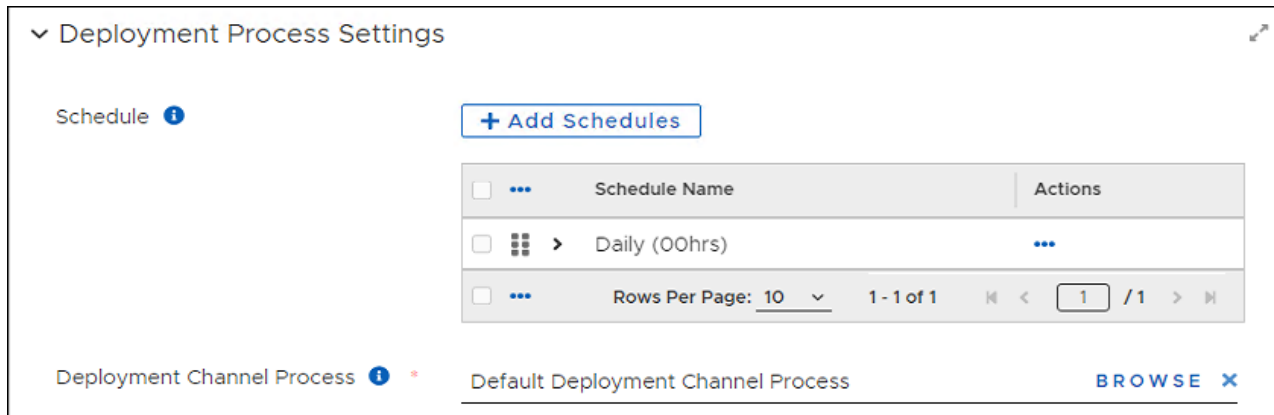 Deployment Process Settings
Schedule
+ Add Schedules
Schedule Name Actions
Daily (00hrs)
Rows Per Page: 10 1 - 1 of 1 1 / 1
Deployment Channel Process * Default Deployment Channel Process BROWSE